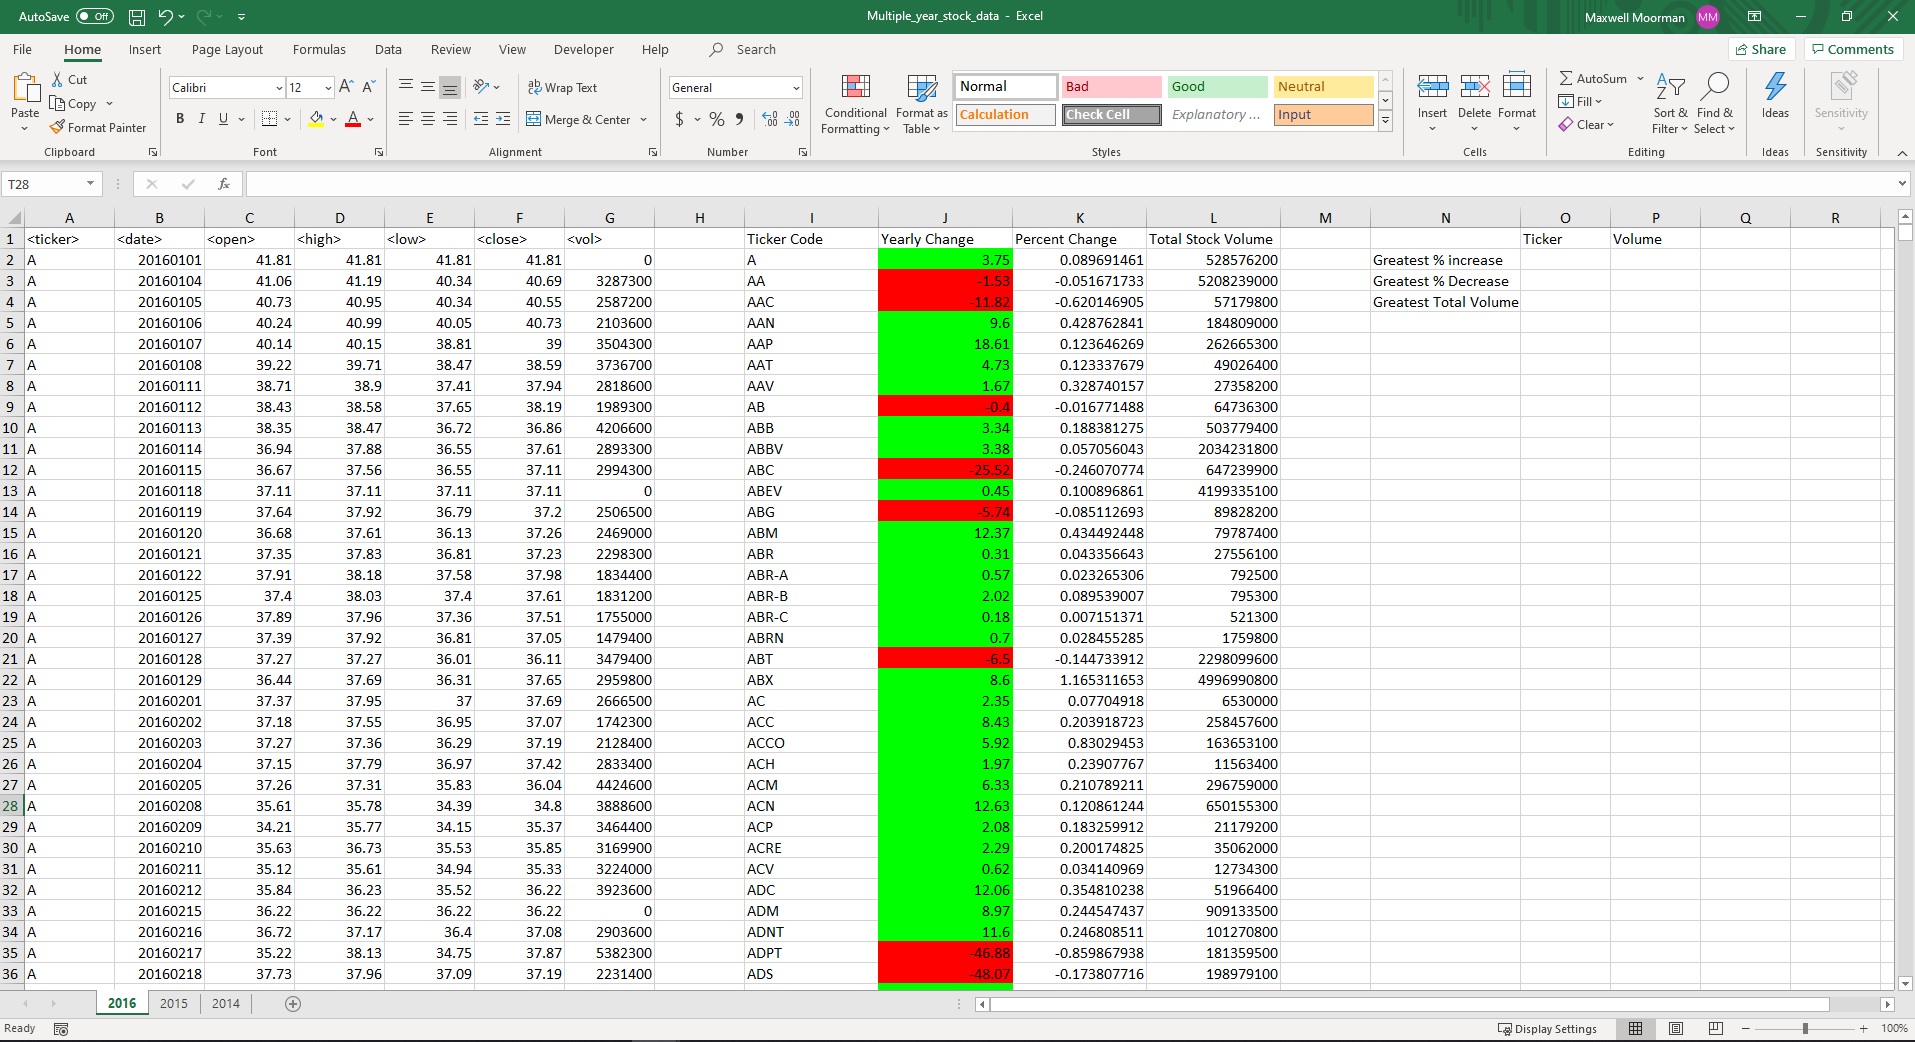 AutoSave Off Multiple_year_stock_data - Excel Maxwell Moorman MM
File Home Insert Page Layout Formulas Data Review View Developer Help Search Share Comments
Paste Cut Copy Format Painter
Calibri 12 B I U
Wrap Text Merge & Center
General $ % 9
Conditional Formatting Format as Table
Normal Bad Good Neutral
Calculation Check Cell Explanatory ... Input
Insert Delete Format
AutoSum Fill Clear Sort & Filter Find & Select
Ideas Sensitivity
Clipboard Font Alignment Number Styles Cells Editing Ideas Sensitivity
T28 fx
A B C D E F G H I J K L M N O P Q R
1 <ticker> <date> <open> <high> <low> <close> <vol> Ticker Code Yearly Change Percent Change Total Stock Volume Ticker Volume
2 A 20160101 41.81 41.81 41.81 41.81 0 A 3.75 0.089691461 528576200 Greatest % increase
3 A 20160104 41.06 41.19 40.34 40.69 3287300 AA -1.53 -0.051671733 5208239000 Greatest % Decrease
4 A 20160105 40.73 40.95 40.34 40.55 2587200 AAC -11.82 -0.620146905 57179800 Greatest Total Volume
5 A 20160106 40.24 40.99 40.05 40.73 2103600 AAN 9.6 0.428762841 184809000
6 A 20160107 40.14 40.15 38.81 39 3504300 AAP 18.61 0.123646269 262665300
7 A 20160108 39.22 39.71 38.47 38.59 3736700 AAT 4.73 0.123337679 49026400
8 A 20160111 38.71 38.9 37.41 37.94 2818600 AAV 1.67 0.328740157 27358200
9 A 20160112 38.43 38.58 37.65 38.19 1989300 AB -0.4 -0.016771488 64736300
10 A 20160113 38.35 38.47 36.72 36.86 4206600 ABB 3.34 0.188381275 503779400
11 A 20160114 36.94 37.88 36.55 37.61 2893300 ABBV 3.38 0.057056043 2034231800
12 A 20160115 36.67 37.56 36.55 37.11 2994300 ABC -25.52 -0.246070774 647239900
13 A 20160118 37.11 37.11 37.11 37.11 0 ABEV 0.45 0.100896861 4199335100
14 A 20160119 37.64 37.92 36.79 37.2 2506500 ABG -5.74 -0.085112693 89828200
15 A 20160120 36.68 37.61 36.13 37.26 2469000 ABM 12.37 0.434492448 79787400
16 A 20160121 37.35 37.83 36.81 37.23 2298300 ABR 0.31 0.043356643 27556100
17 A 20160122 37.91 38.18 37.58 37.98 1834400 ABR-A 0.57 0.023265306 792500
18 A 20160125 37.4 38.03 37.4 37.61 1831200 ABR-B 2.02 0.089539007 795300
19 A 20160126 37.89 37.96 37.36 37.51 1755000 ABR-C 0.18 0.007151371 521300
20 A 20160127 37.39 37.92 36.81 37.05 1479400 ABRN 0.7 0.028455285 1759800
21 A 20160128 37.27 37.27 36.01 36.11 3479400 ABT -6.5 -0.144733912 2298099600
22 A 20160129 36.44 37.69 36.31 37.65 2959800 ABX 8.6 1.165311653 4996990800
23 A 20160201 37.37 37.95 37 37.69 2666500 AC 2.35 0.07704918 6530000
24 A 20160202 37.18 37.55 36.95 37.07 1742300 ACC 8.43 0.203918723 258457600
25 A 20160203 37.27 37.36 36.29 37.19 2128400 ACCO 5.92 0.83029453 163653100
26 A 20160204 37.15 37.79 36.97 37.42 2833400 ACH 1.97 0.23907767 11563400
27 A 20160205 37.26 37.31 35.83 36.04 4424600 ACM 6.33 0.210789211 296759000
28 A 20160208 35.61 35.78 34.39 34.8 3888600 ACN 12.63 0.120861244 650155300
29 A 20160209 34.21 35.77 34.15 35.37 3464400 ACP 2.08 0.183259912 21179200
30 A 20160210 35.63 36.73 35.53 35.85 3169900 ACRE 2.29 0.200174825 35062000
31 A 20160211 35.12 35.61 34.94 35.33 3224000 ACV 0.62 0.034140969 12734300
32 A 20160212 35.84 36.23 35.52 36.22 3923600 ADC 12.06 0.354810238 51966400
33 A 20160215 36.22 36.22 36.22 36.22 0 ADM 8.97 0.244547437 909133500
34 A 20160216 36.72 37.17 36.4 37.08 2903600 ADNT 11.6 0.246808511 101270800
35 A 20160217 35.22 38.13 34.75 37.87 5382300 ADPT -46.88 -0.859867938 181359500
36 A 20160218 37.73 37.96 37.09 37.19 2231400 ADS -48.07 -0.173807716 198979100
2016 2015 2014
Ready Display Settings 100%